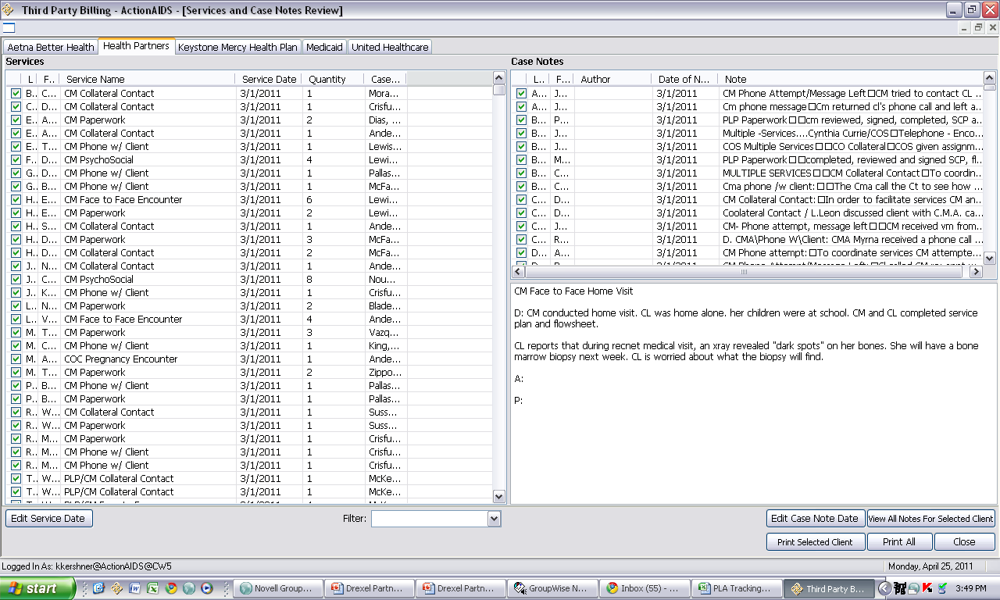 Third Party Billing - ActionAIDS - [Services and Case Notes Review]
Aetna Better Health Health Partners Keystone Mercy Health Plan Medicaid United Healthcare
Services
L F... Service Name Service Date Quantity Case...
B... C... CM Collateral Contact 3/1/2011 1 Mora...
C... D... CM Collateral Contact 3/1/2011 1 Crisfu...
E... A... CM Paperwork 3/1/2011 2 Dias, ...
E... A... CM Collateral Contact 3/1/2011 1 Ande...
E... T... CM Phone w/ Client 3/1/2011 1 Lewis...
F... D... CM PsychoSocial 3/1/2011 4 Lewi...
G... D... CM Phone w/ Client 3/1/2011 1 Pallas...
G... B... CM Phone w/ Client 3/1/2011 1 McFa...
H... E... CM Face to Face Encounter 3/1/2011 6 Lewi...
H... E... CM Paperwork 3/1/2011 2 Lewi...
H... S... CM Collateral Contact 3/1/2011 1 Ande...
H... D... CM Paperwork 3/1/2011 3 McFa...
H... D... CM Collateral Contact 3/1/2011 2 McFa...
J... N... CM Collateral Contact 3/1/2011 1 Ande...
J... C... CM PsychoSocial 3/1/2011 8 Nou...
J... K... CM Phone w/ Client 3/1/2011 1 Crisfu...
L... N... CM Paperwork 3/1/2011 2 Blade...
L... V... CM Face to Face Encounter 3/1/2011 4 Ande...
M... T... CM Paperwork 3/1/2011 3 Vazq...
M... C... CM Phone w/ Client 3/1/2011 1 King,...
M... A... COC Pregnancy Encounter 3/1/2011 1 Ande...
M... T... CM Paperwork 3/1/2011 2 Zippo...
P... B... CM Phone w/ Client 3/1/2011 1 Pallas...
P... B... CM Paperwork 3/1/2011 1 Pallas...
R... W... CM Collateral Contact 3/1/2011 1 Suss...
R... W... CM Paperwork 3/1/2011 1 Suss...
R... M... CM Paperwork 3/1/2011 1 Crisfu...
R... M... CM Phone w/ Client 3/1/2011 1 Crisfu...
R... M... CM Phone w/ Client 3/1/2011 1 Crisfu...
T... W... PLP/CM Collateral Contact 3/1/2011 1 McKe...
T... W... PLP/CM Collateral Contact 3/1/2011 1 McKe...
Edit Service Date Filter:
Case Notes
L... F... Author Date of N... Note
A... J... 3/1/2011 CM Phone Attempt/Message Left□CM tried to contact CL ...
A... J... 3/1/2011 Cm phone message□Cm returned cl's phone call and left a...
B... P... 3/1/2011 PLP Paperwork□□cm reviewed, signed, completed, SCP a...
B... J... 3/1/2011 Multiple -Services....Cynthia Currie/COS□Telephone - Enco...
B... J... 3/1/2011 COS Multiple Services□□CO Collateral□COS given assignm...
B... M... 3/1/2011 PLP Paperwork□□completed, reviewed and signed SCP, fl...
B... C... 3/1/2011 MULTIPLE SERVICES□□CM Collateral Contact□To coordin...
B... C... 3/1/2011 Cma phone /w client:□□The Cma call the Ct to see how ...
C... D... 3/1/2011 CM Collateral Contact:□In order to facilitate services CM an...
C... D... 3/1/2011 Coolateral Contact / L.Leon discussed client with C.M.A. ca...
C... J... 3/1/2011 CM- Phone attempt, message left□□CM received vm from...
C... R... 3/1/2011 D. CMA\Phone W\Client: CMA Myrna received a phone call ...
D... A... 3/1/2011 CM Phone attempt:□To coordinate services CM attempte...
CM Face to Face Home Visit
D: CM conducted home visit. CL was home alone. her children were at school. CM and CL completed service
plan and flowsheet.
CL reports that during recnet medical visit, an xray revealed "dark spots" on her bones. She will have a bone
marrow biopsy next week. CL is worried about what the biopsy will find.
A:
P:
Edit Case Note Date View All Notes For Selected Client
Print Selected Client Print All Close
Logged In As: kkershner@ActionAIDS@CW5 Monday, April 25, 2011
start Novell Group... Drexel Partn... Drexel Partn... GroupWise N... Inbox (55) - ... PLA Tracking... Third Party B... 3:49 PM